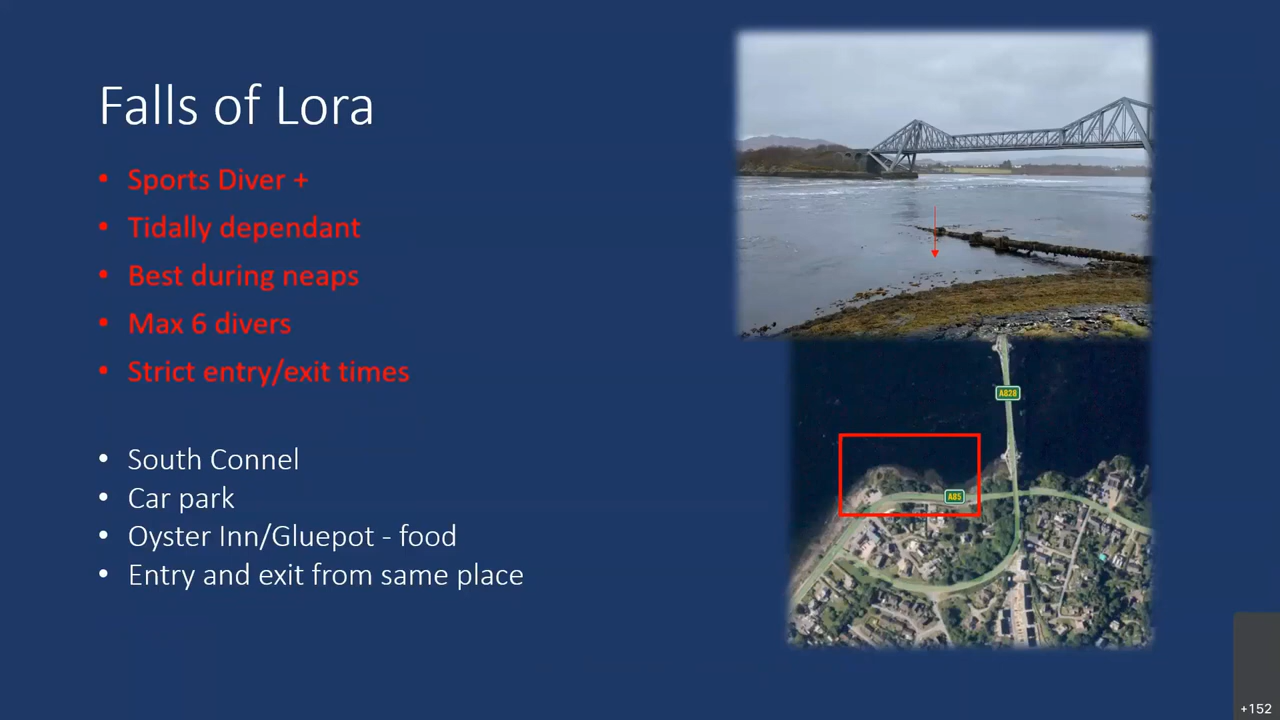 Falls of Lora
• Sports Diver +
• Tidally dependant
• Best during neaps
• Max 6 divers
• Strict entry/exit times
• South Connel
• Car park
• Oyster Inn/Gluepot - food
• Entry and exit from same place
A828
A85
+152